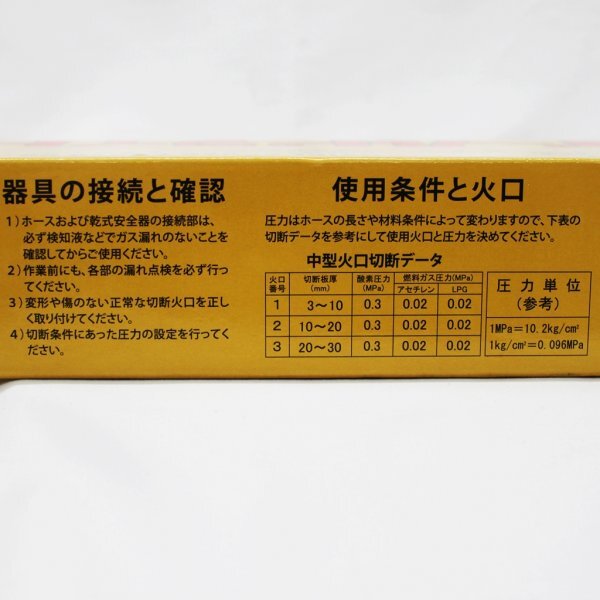 器具の接続と確認
1）ホースおよび乾式安全器の接続部は、
必ず検知液などでガス漏れのないことを
確認してからご使用ください。
2）作業前にも、各部の漏れ点検を必ず行っ
てください。
3）変形や傷のない正常な切断火口を正し
く取り付けてください。
4）切断条件にあった圧力の設定を行ってく
ださい。
使用条件と火口
圧力はホースの長さや材料条件によって変わりますので、下表の
切断データを参考にして使用火口と圧力を決めてください。
中型火口切断データ
火口番号 切断板厚(mm) 酸素圧力(MPa) 燃料ガス圧力(MPa)
アセチレン LPG
1 3～10 0.3 0.02 0.02
2 10～20 0.3 0.02 0.02
3 20～30 0.3 0.02 0.02
圧力単位
（参考）
1MPa＝10.2kg/cm²
1kg/cm²＝0.096MPa